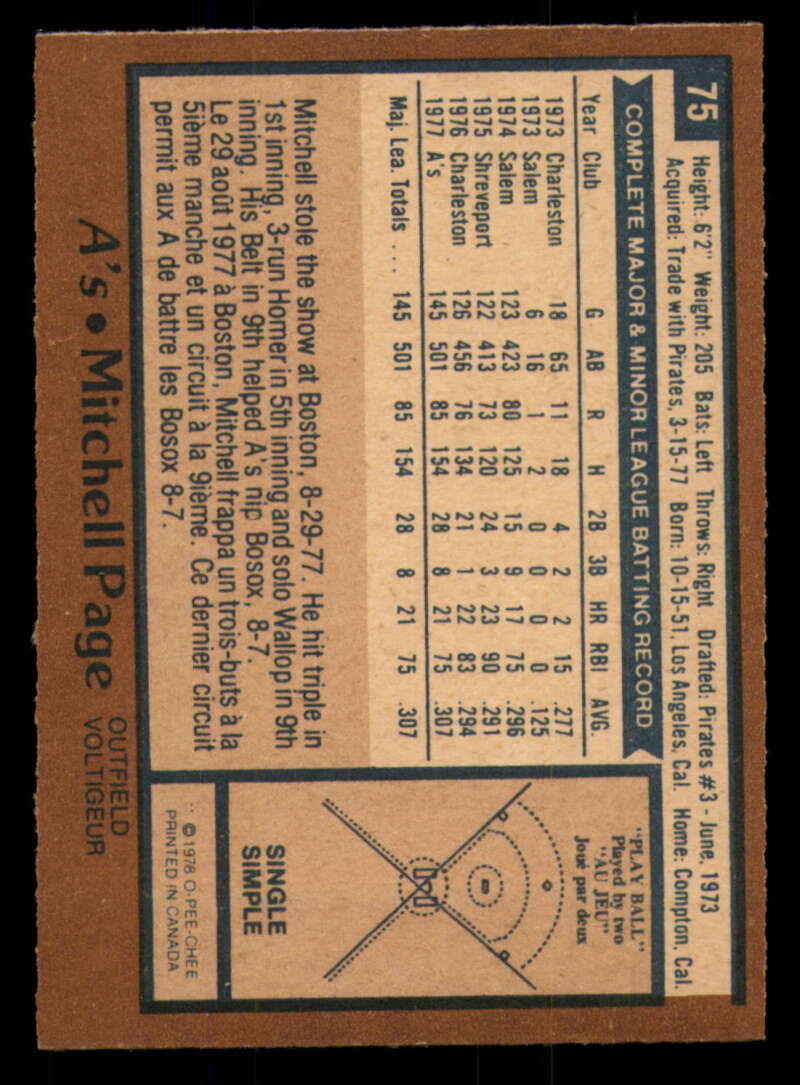 75
Height: 6'2" Weight: 205 Bats: Left Throws: Right Drafted: Pirates #3 - June, 1973
Acquired: Trade with Pirates, 3-15-77 Born: 10-15-51, Los Angeles, Cal. Home: Compton, Cal.
COMPLETE MAJOR & MINOR LEAGUE BATTING RECORD
Year Club G AB R H 2B 3B HR RBI AVG.
1973 Charleston 18 65 11 18 4 2 2 15 .277
1973 Salem 6 16 1 2 0 0 0 0 .125
1974 Salem 123 423 80 125 15 9 17 75 .296
1975 Shreveport 122 413 73 120 24 3 23 90 .291
1976 Charleston 126 456 76 134 21 1 22 83 .294
1977 A's 145 501 85 154 28 8 21 75 .307
Maj. Lea. Totals ... 145 501 85 154 28 8 21 75 .307
Mitchell stole the show at Boston, 8-29-77. He hit triple in
1st inning, 3-run Homer in 5th inning and solo Wallop in 9th
inning. His Belt in 9th helped A's nip Bosox, 8-7.
Le 29 août 1977 à Boston, Mitchell frappa un trois-buts à la
5ième manche et un circuit à la 9ième. Ce dernier circuit
permit aux A de battre les Bosox 8-7.
"PLAY BALL"
Played by two
"AU JEU"
Joué par deux
SINGLE
SIMPLE
© 1978 O-PEE-CHEE
PRINTED IN CANADA
A's • Mitchell Page
OUTFIELD
VOLTIGEUR